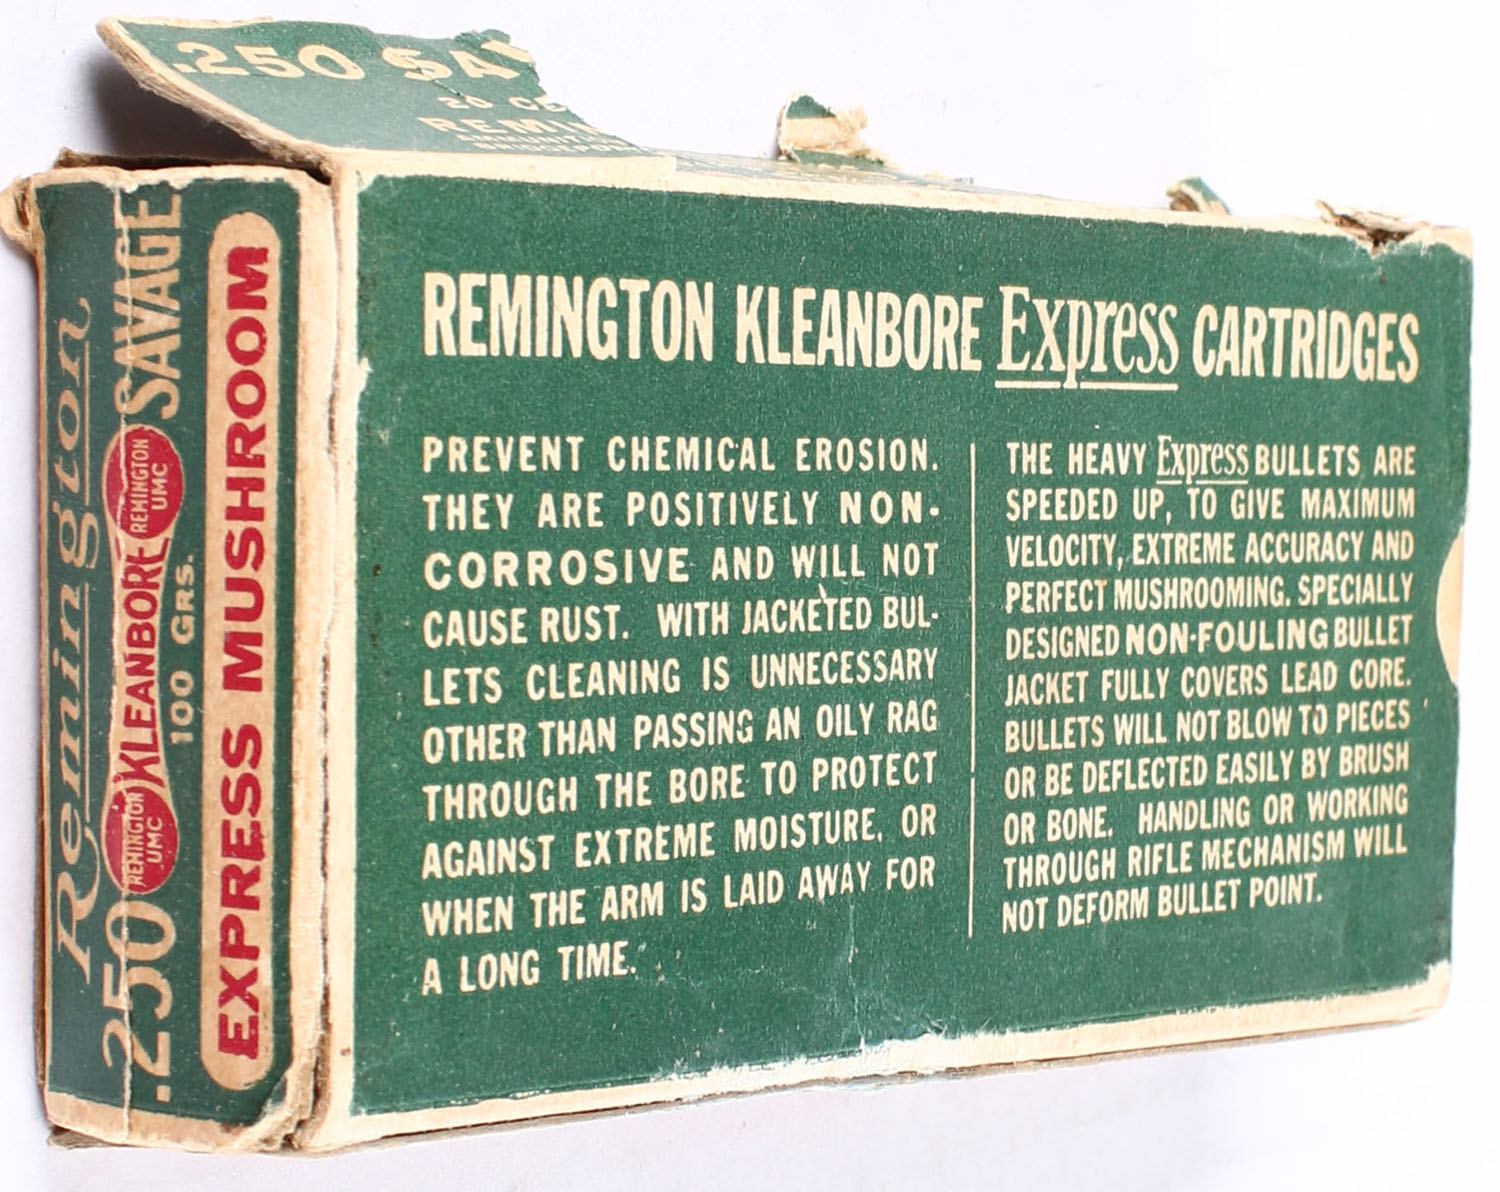 .250 SA
20 CE
REMIN
AMMUNITI
BRIDGEPO
Remington
.250 REMINGTON UMC KLEANBORE REMINGTON UMC SAVAGE
100 GRS.
EXPRESS MUSHROOM
REMINGTON KLEANBORE Express CARTRIDGES
PREVENT CHEMICAL EROSION.
THEY ARE POSITIVELY NON-
CORROSIVE AND WILL NOT
CAUSE RUST. WITH JACKETED BUL-
LETS CLEANING IS UNNECESSARY
OTHER THAN PASSING AN OILY RAG
THROUGH THE BORE TO PROTECT
AGAINST EXTREME MOISTURE, OR
WHEN THE ARM IS LAID AWAY FOR
A LONG TIME.
THE HEAVY Express BULLETS ARE
SPEEDED UP, TO GIVE MAXIMUM
VELOCITY, EXTREME ACCURACY AND
PERFECT MUSHROOMING. SPECIALLY
DESIGNED NON-FOULING BULLET
JACKET FULLY COVERS LEAD CORE.
BULLETS WILL NOT BLOW TO PIECES
OR BE DEFLECTED EASILY BY BRUSH
OR BONE. HANDLING OR WORKING
THROUGH RIFLE MECHANISM WILL
NOT DEFORM BULLET POINT.